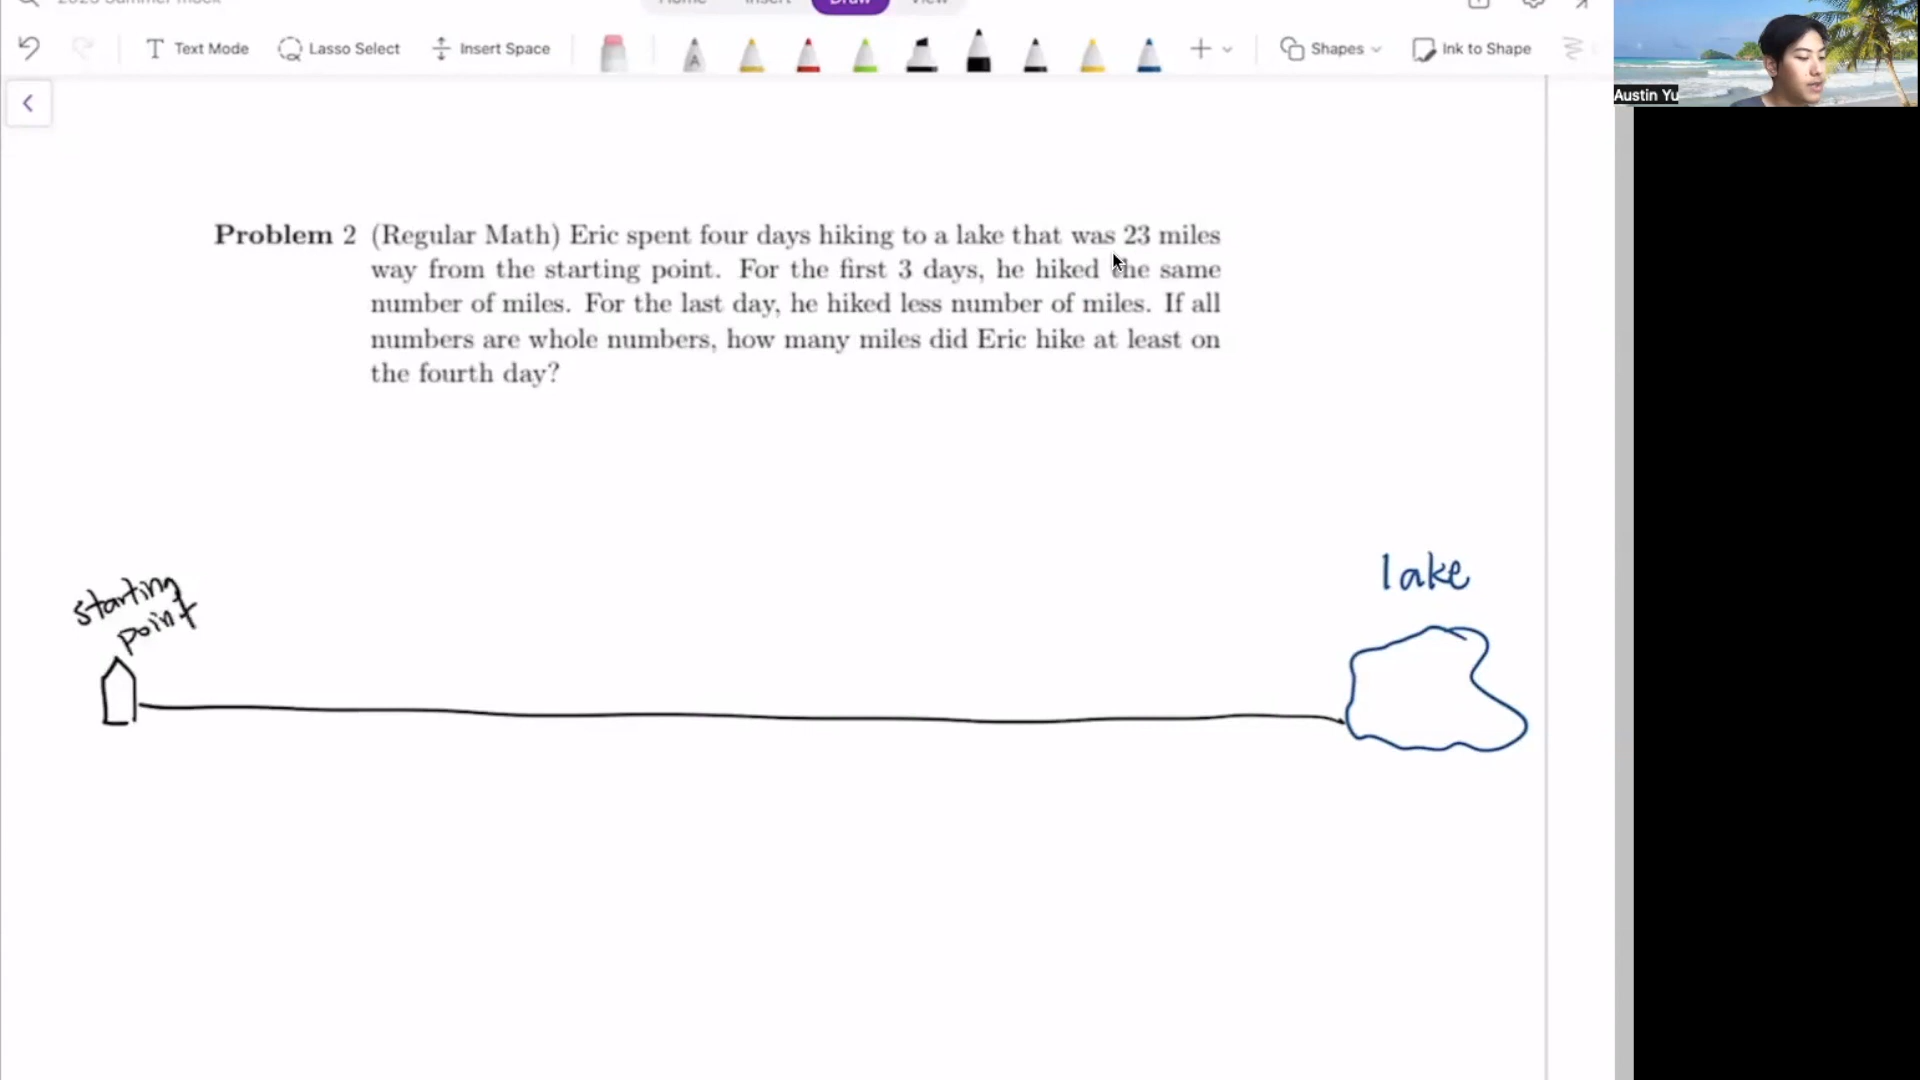 Draw
Text Mode
Lasso Select
Insert Space
Shapes
Ink to Shape
Austin Yu
Problem 2 (Regular Math) Eric spent four days hiking to a lake that was 23 miles
way from the starting point. For the first 3 days, he hiked the same
number of miles. For the last day, he hiked less number of miles. If all
numbers are whole numbers, how many miles did Eric hike at least on
the fourth day?
lake
starting
point